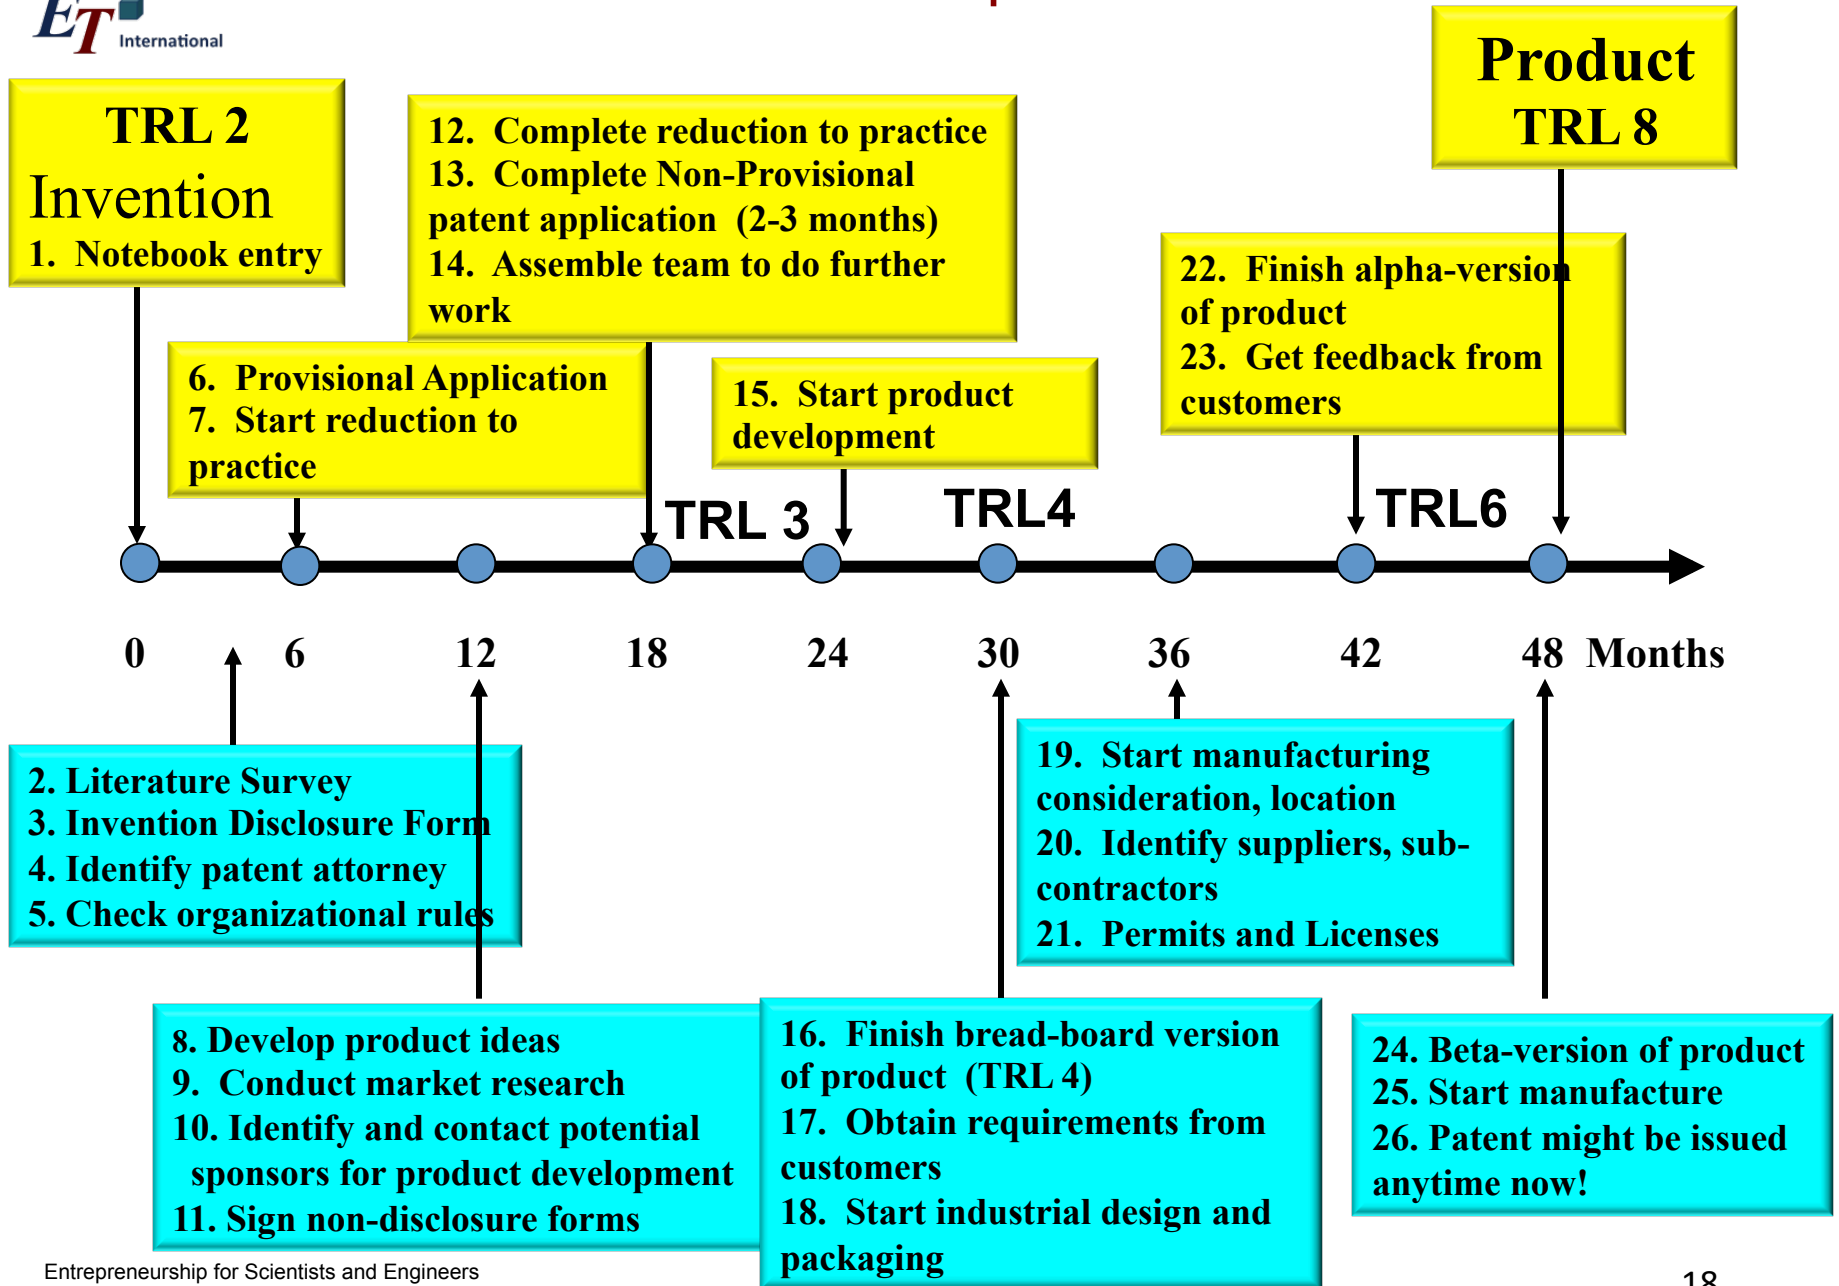 ET
International
Product
TRL 8
TRL 2
Invention
1. Notebook entry
12. Complete reduction to practice
13. Complete Non-Provisional
patent application (2-3 months)
14. Assemble team to do further
work
22. Finish alpha-version
of product
23. Get feedback from
customers
6. Provisional Application
7. Start reduction to
practice
15. Start product
development
TRL 3
TRL4
TRL6
0 6 12 18 24 30 36 42 48 Months
2. Literature Survey
3. Invention Disclosure Form
4. Identify patent attorney
5. Check organizational rules
19. Start manufacturing
consideration, location
20. Identify suppliers, sub-
contractors
21. Permits and Licenses
8. Develop product ideas
9. Conduct market research
10. Identify and contact potential
sponsors for product development
11. Sign non-disclosure forms
16. Finish bread-board version
of product (TRL 4)
17. Obtain requirements from
customers
18. Start industrial design and
packaging
24. Beta-version of product
25. Start manufacture
26. Patent might be issued
anytime now!
Entrepreneurship for Scientists and Engineers
18